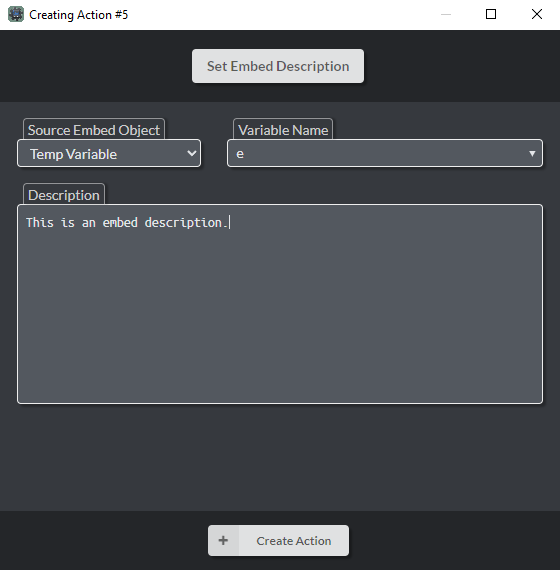 Creating Action #5
Set Embed Description
Source Embed Object
Variable Name
Temp Variable
e
Description
This is an embed description.
Create Action